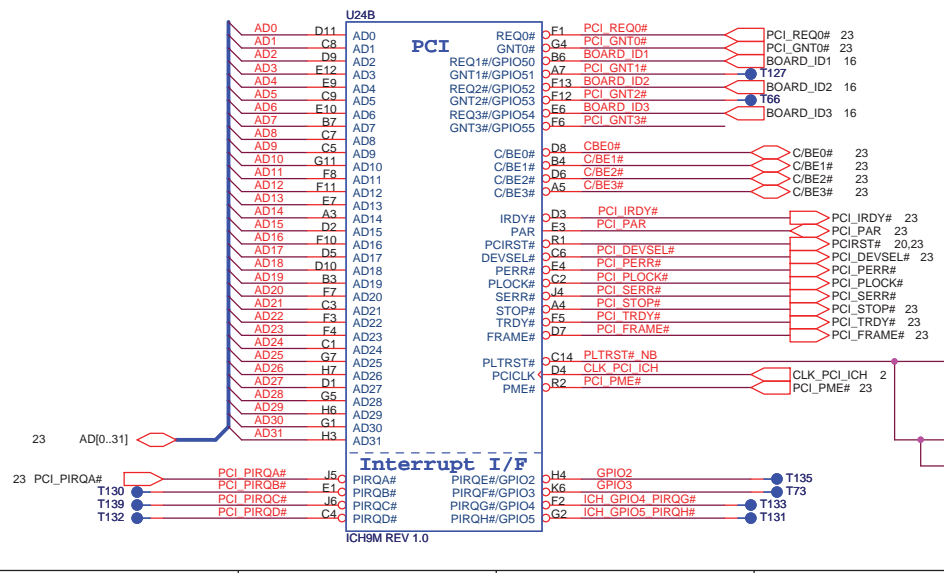 U24B
PCI
AD0 D11 AD0 REQ0# F1 PCI_REQ0# PCI_REQ0# 23
AD1 C8 AD1 GNT0# G4 PCI_GNT0# PCI_GNT0# 23
AD2 D9 AD2 REQ1#/GPIO50 B6 BOARD_ID1 BOARD_ID1 16
AD3 E12 AD3 GNT1#/GPIO51 A7 PCI_GNT1# T127
AD4 E9 AD4 REQ2#/GPIO52 F13 BOARD_ID2 BOARD_ID2 16
AD5 C9 AD5 GNT2#/GPIO53 F12 PCI_GNT2# T66
AD6 E10 AD6 REQ3#/GPIO54 E6 BOARD_ID3 BOARD_ID3 16
AD7 B7 AD7 GNT3#/GPIO55 F6 PCI_GNT3#
AD8 C7 AD8
AD9 C5 AD9 C/BE0# D8 CBE0# C/BE0# 23
AD10 G11 AD10 C/BE1# B4 C/BE1# C/BE1# 23
AD11 F8 AD11 C/BE2# D6 C/BE2# C/BE2# 23
AD12 F11 AD12 C/BE3# A5 C/BE3# C/BE3# 23
AD13 E7 AD13
AD14 A3 AD14 IRDY# D3 PCI_IRDY# PCI_IRDY# 23
AD15 D2 AD15 PAR E3 PCI_PAR PCI_PAR 23
AD16 F10 AD16 PCIRST# R1 PCIRST# 20,23
AD17 D5 AD17 DEVSEL# C6 PCI_DEVSEL# PCI_DEVSEL# 23
AD18 D10 AD18 PERR# E4 PCI_PERR# PCI_PERR#
AD19 B3 AD19 PLOCK# C2 PCI_PLOCK# PCI_PLOCK#
AD20 F7 AD20 SERR# J4 PCI_SERR# PCI_SERR#
AD21 C3 AD21 STOP# A4 PCI_STOP# PCI_STOP# 23
AD22 F3 AD22 TRDY# F5 PCI_TRDY# PCI_TRDY# 23
AD23 F4 AD23 FRAME# D7 PCI_FRAME# PCI_FRAME# 23
AD24 C1 AD24
AD25 G7 AD25 PLTRST# C14 PLTRST#_NB
AD26 H7 AD26 PCICLK D4 CLK_PCI_ICH CLK_PCI_ICH 2
AD27 D1 AD27 PME# R2 PCI_PME# PCI_PME# 23
AD28 G5 AD28
AD29 H6 AD29
AD30 G1 AD30
AD31 H3 AD31
23 AD[0..31]
Interrupt I/F
23 PCI_PIRQA# PCI_PIRQA# J5 PIRQA# PIRQE#/GPIO2 H4 GPIO2 T135
T130 PCI_PIRQB# E1 PIRQB# PIRQF#/GPIO3 K6 GPIO3 T73
T139 PCI_PIRQC# J6 PIRQC# PIRQG#/GPIO4 F2 ICH_GPIO4_PIRQG# T133
T132 PCI_PIRQD# C4 PIRQD# PIRQH#/GPIO5 G2 ICH_GPIO5_PIRQH# T131
ICH9M REV 1.0